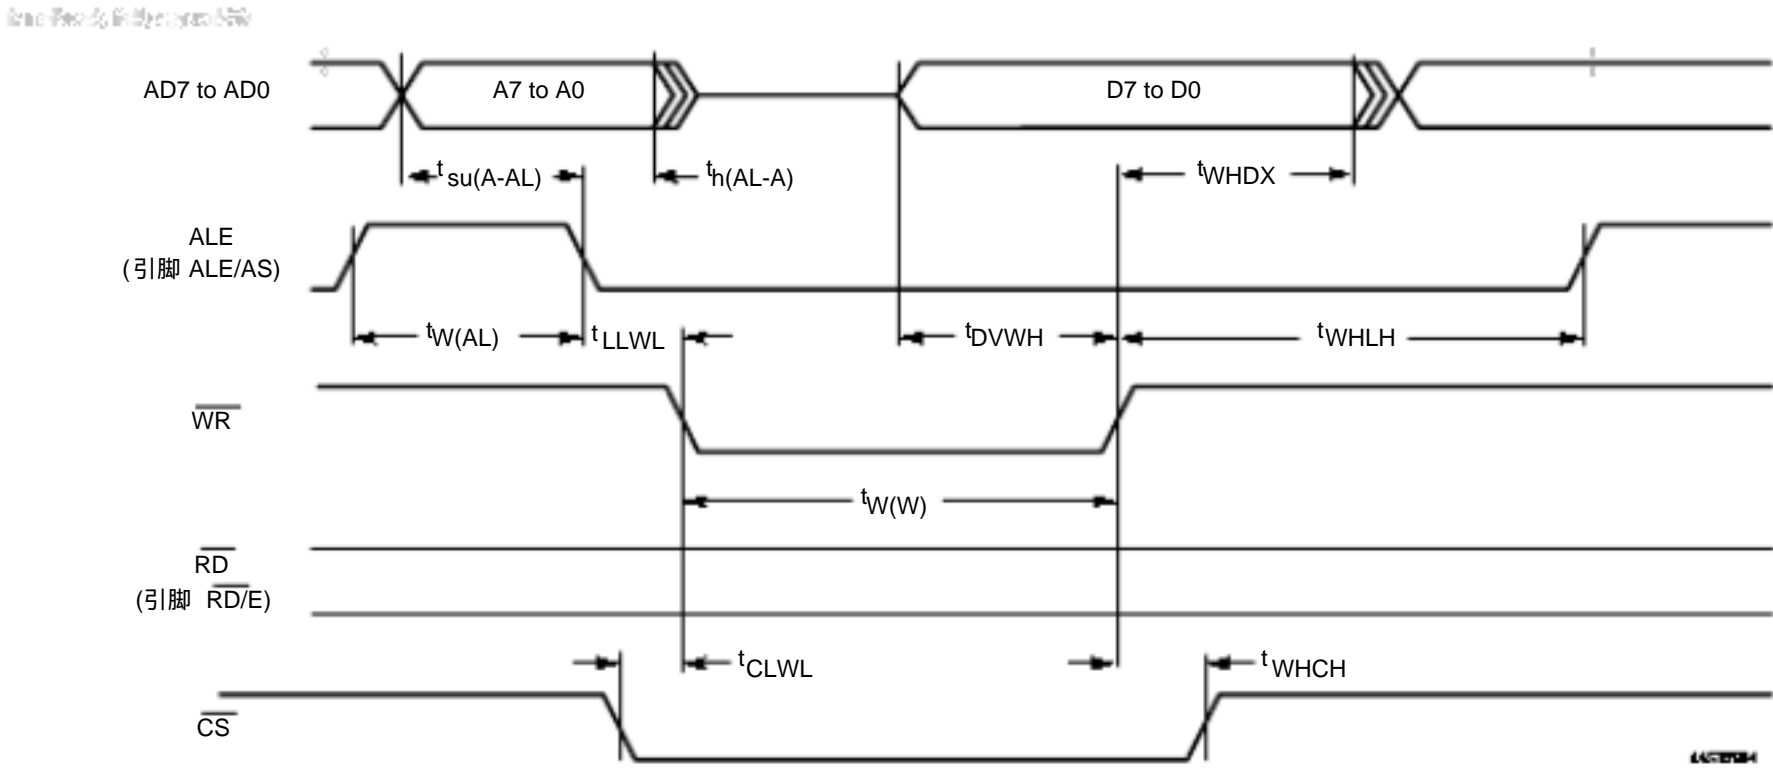 AD7 to AD0
A7 to A0
D7 to D0
tsu(A-AL)
th(AL-A)
tWHDX
ALE
(引脚 ALE/AS)
tW(AL)
tLLWL
tDVWH
tWHLH
WR
tW(W)
RD
(引脚 RD/E)
tCLWL
tWHCH
CS